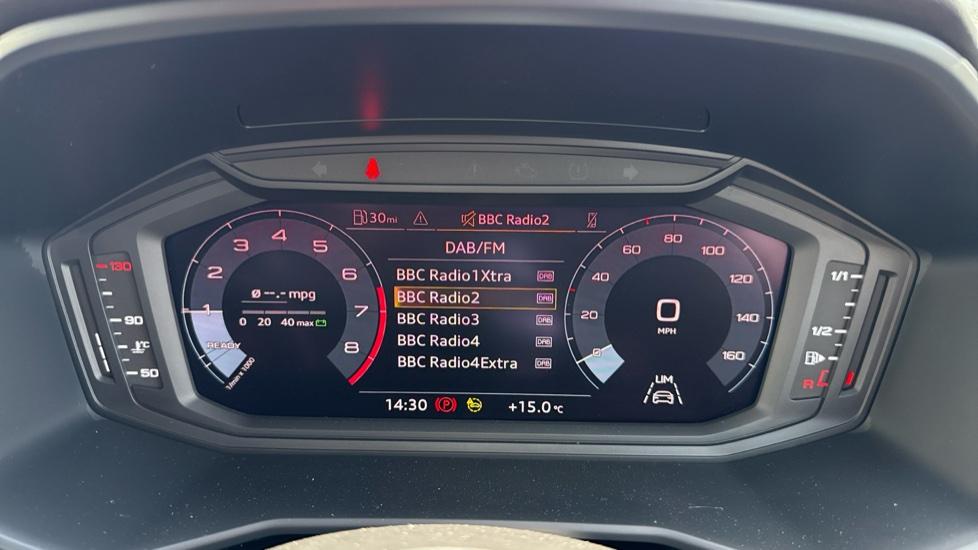 30mi BBC Radio2
DAB/FM
BBC Radio1Xtra DAB
BBC Radio2 DAB
BBC Radio3 DAB
BBC Radio4 DAB
BBC Radio4Extra DAB
14:30 P +15.0°C
1 2 3 4 5 6 7 8
READY
1/min x 1000
Ø --.- mpg
0 20 40 max
0 20 40 60 80 100 120 140 160
0
MPH
LIM
130
90
°C
50
1/1
1/2
R